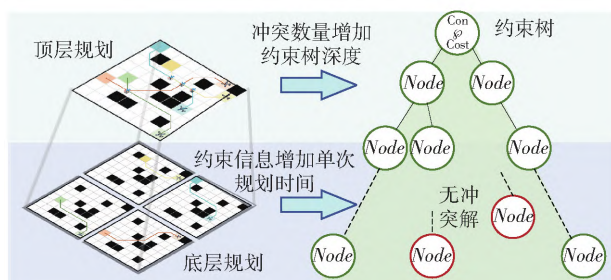 顶层规划
冲突数量增加
约束树深度
Con
&
Cost
约束树
Node
Node
Node
Node
Node
约束信息增加单次
规划时间
无冲
突解
Node
Node
Node
Node
底层规划